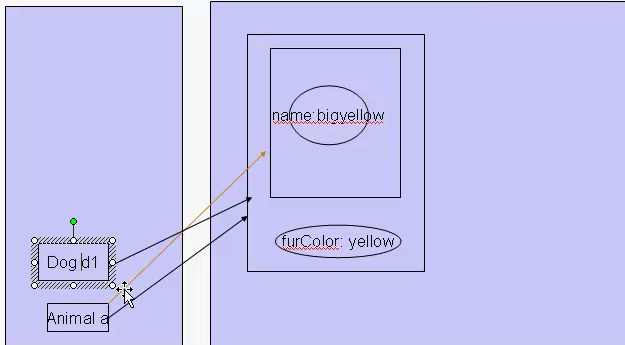 name:bigyellow
furColor: yellow
Dog d1
Animal a